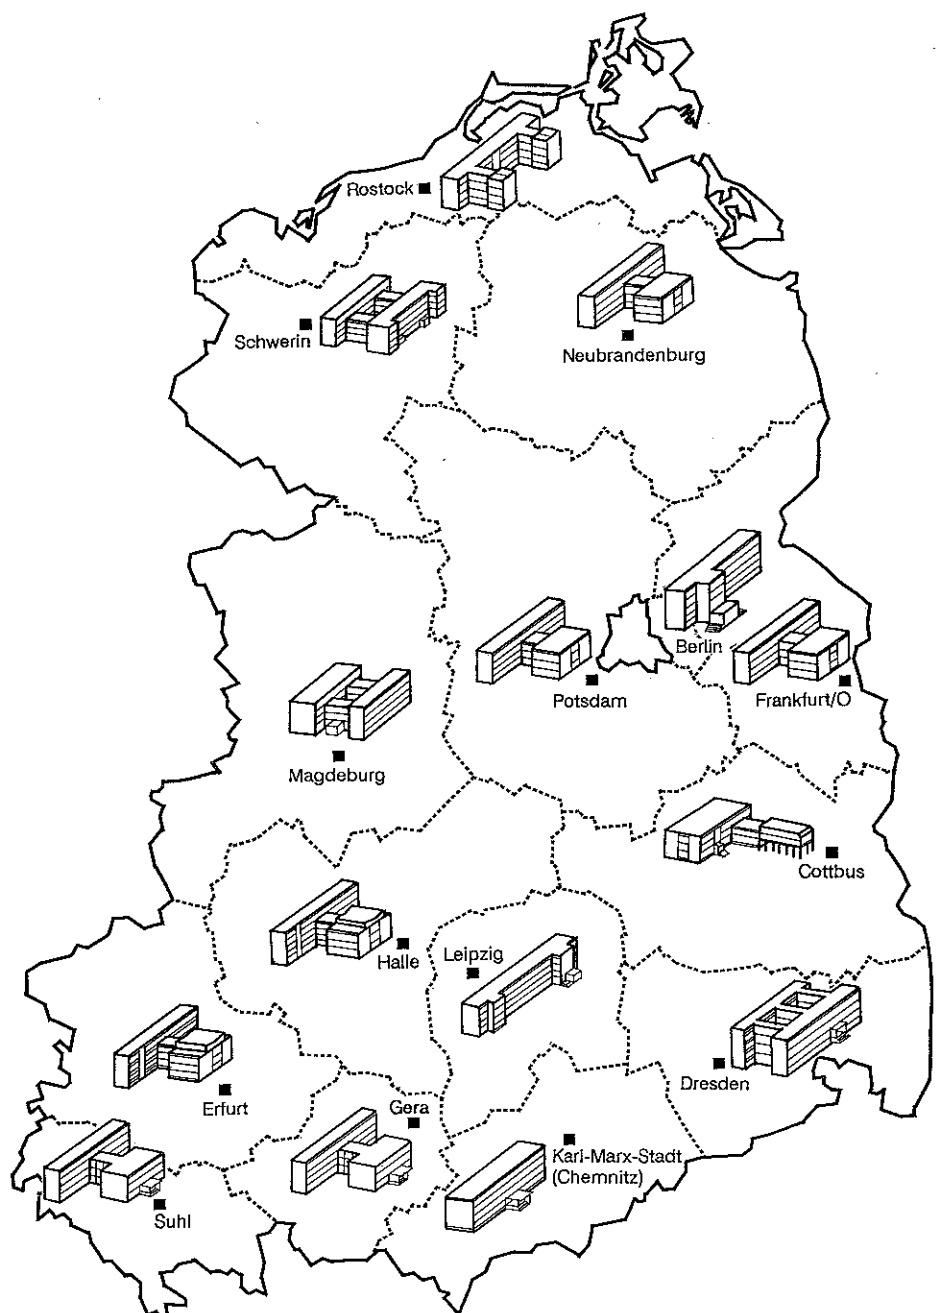 Rostock
Schwerin
Neubrandenburg
Berlin
Potsdam
Frankfurt/O
Magdeburg
Cottbus
Halle
Leipzig
Dresden
Erfurt
Gera
Karl-Marx-Stadt
(Chemnitz)
Suhl